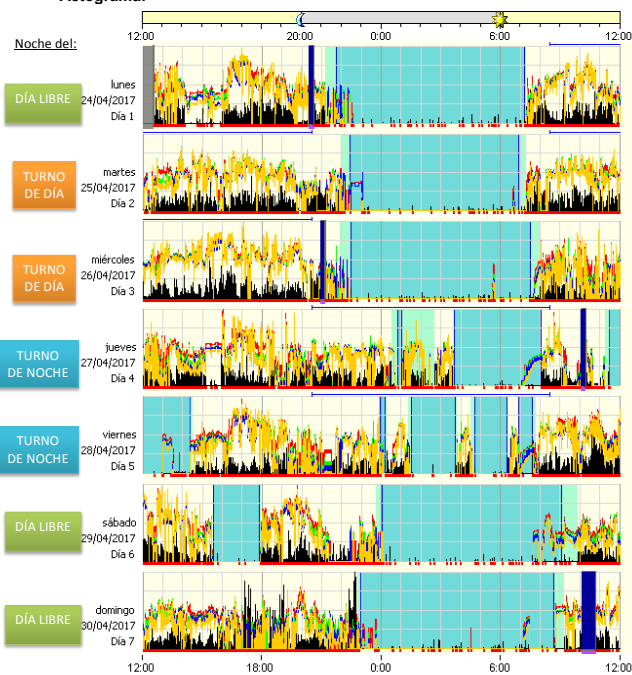 12:00 20:00 0:00 6:00 12:00
Noche del:
DÍA LIBRE
lunes
24/04/2017
Día 1
TURNO
DE DÍA
martes
25/04/2017
Día 2
TURNO
DE DÍA
miércoles
26/04/2017
Día 3
TURNO
DE NOCHE
jueves
27/04/2017
Día 4
TURNO
DE NOCHE
viernes
28/04/2017
Día 5
DÍA LIBRE
sábado
29/04/2017
Día 6
DÍA LIBRE
domingo
30/04/2017
Día 7
12:00 18:00 0:00 6:00 12:00